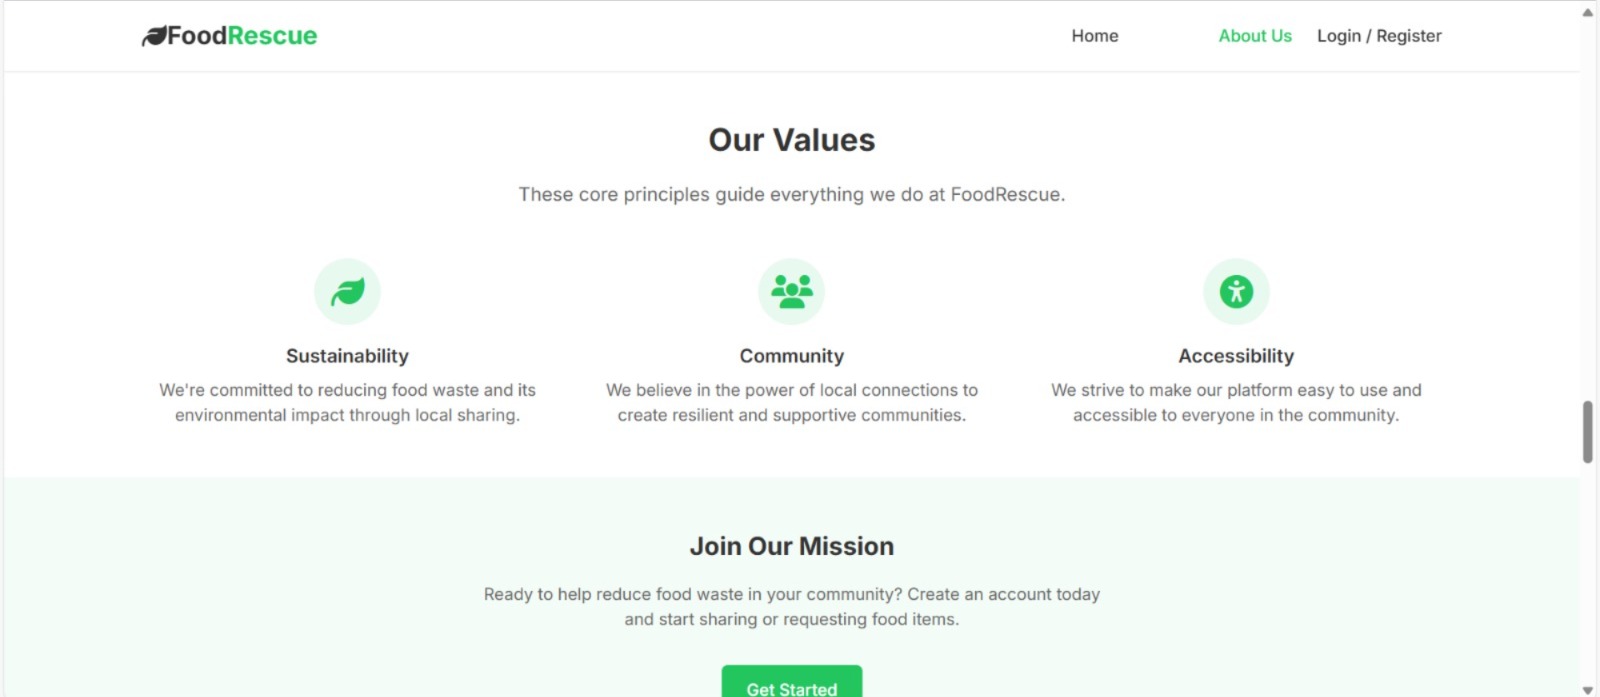 FoodRescue
Home About Us Login / Register
Our Values
These core principles guide everything we do at FoodRescue.
Sustainability
We're committed to reducing food waste and its
environmental impact through local sharing.
Community
We believe in the power of local connections to
create resilient and supportive communities.
Accessibility
We strive to make our platform easy to use and
accessible to everyone in the community.
Join Our Mission
Ready to help reduce food waste in your community? Create an account today
and start sharing or requesting food items.
Get Started